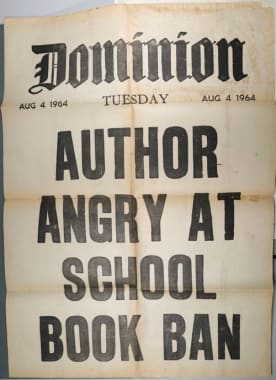 Dominion
AUG 4 1964 TUESDAY AUG 4 1964
AUTHOR
ANGRY AT
SCHOOL
BOOK BAN